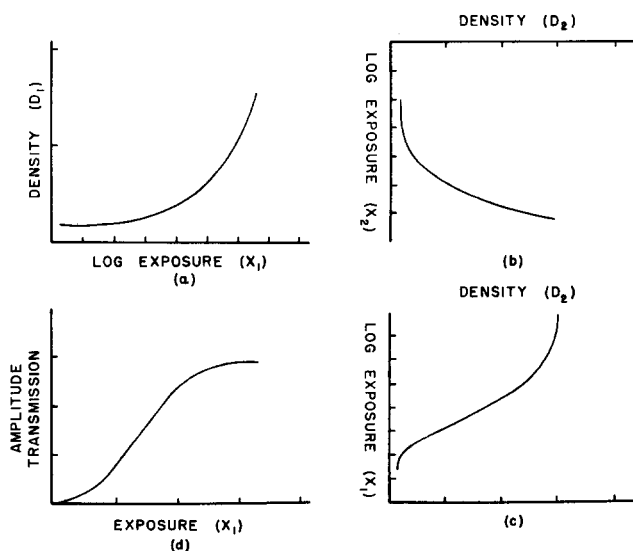 DENSITY (D₁)
LOG EXPOSURE (X₁)
(a)
DENSITY (D₂)
LOG EXPOSURE (X₂)
(b)
AMPLITUDE
TRANSMISSION
EXPOSURE (X₁)
(d)
DENSITY (D₂)
LOG EXPOSURE (X₁)
(c)